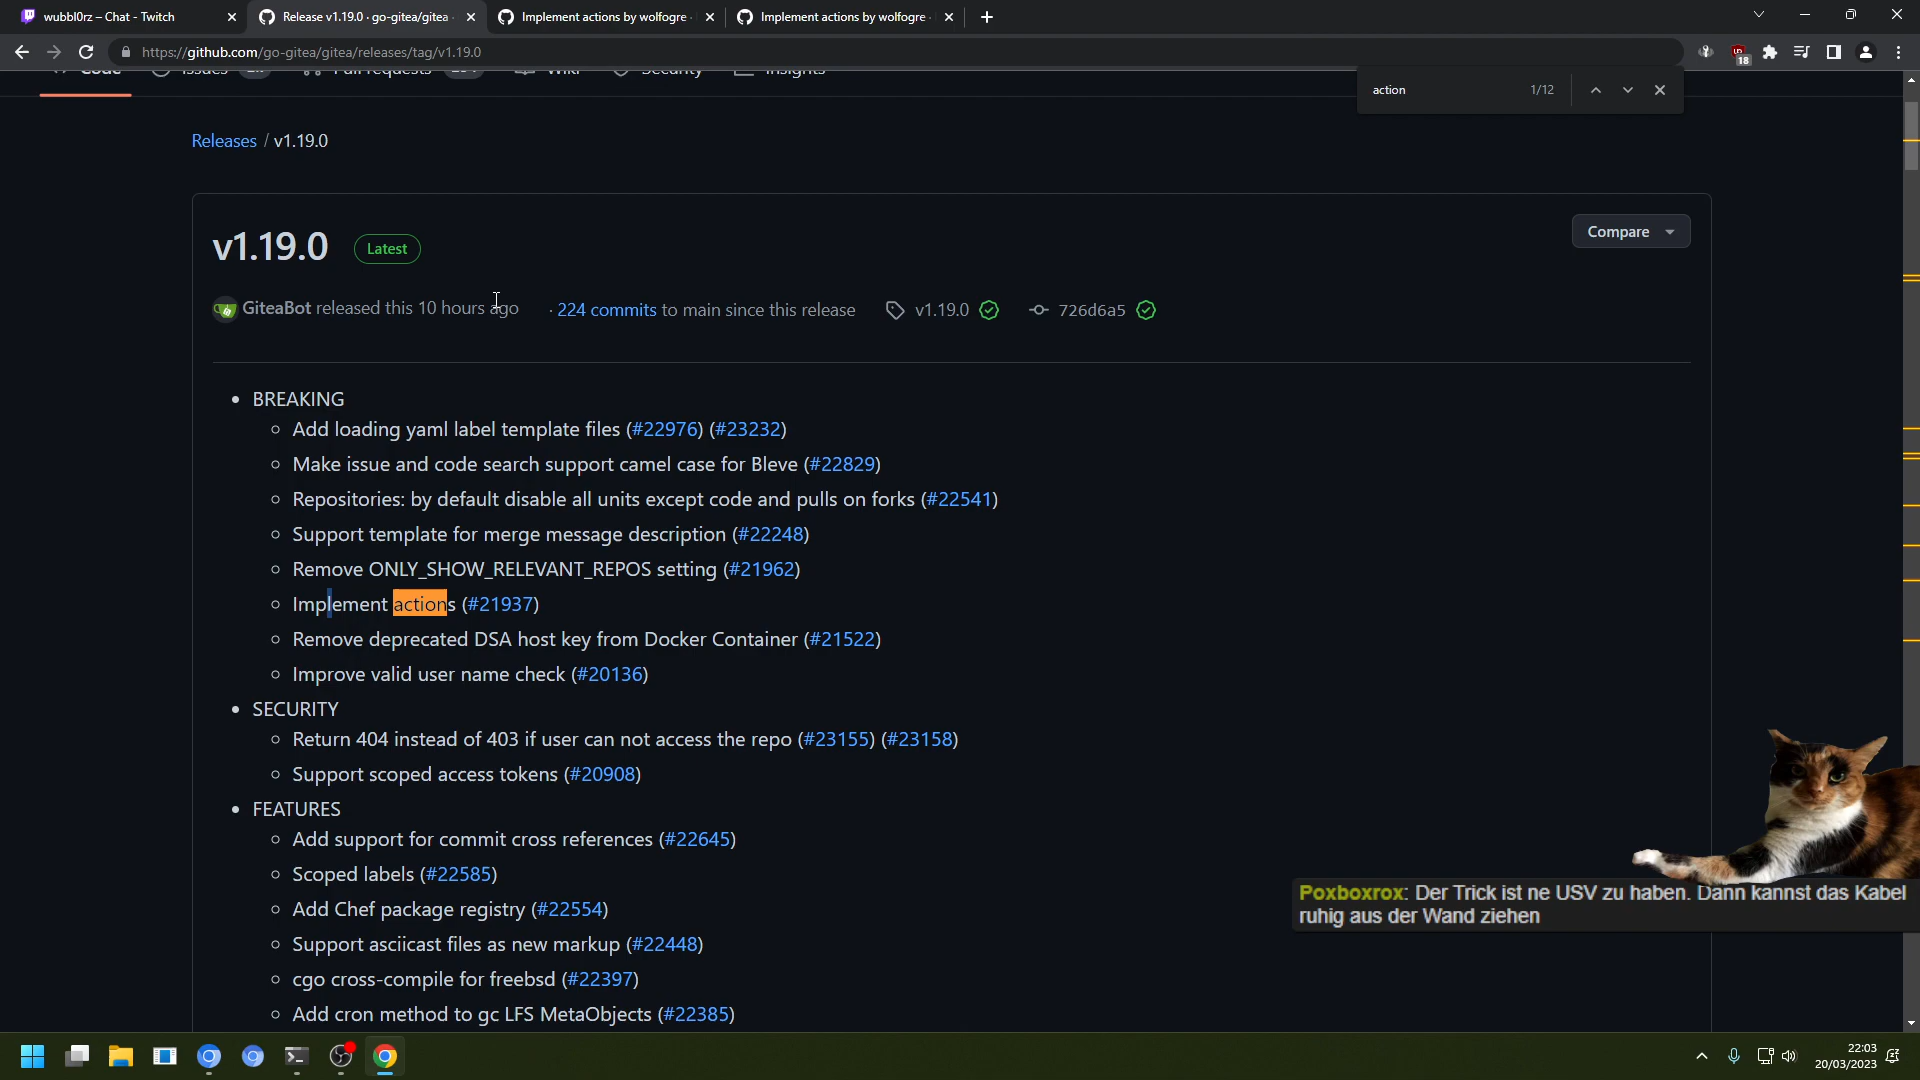 wubbl0rz – Chat - Twitch
Release v1.19.0 · go-gitea/gitea
Implement actions by wolfogre
Implement actions by wolfogre
https://github.com/go-gitea/gitea/releases/tag/v1.19.0
18
Code Issues Pull requests Wiki Security Insights
action 1/12
Releases / v1.19.0
v1.19.0 Latest
Compare
GiteaBot released this 10 hours ago · 224 commits to main since this release v1.19.0 726d6a5
BREAKING
Add loading yaml label template files (#22976) (#23232)
Make issue and code search support camel case for Bleve (#22829)
Repositories: by default disable all units except code and pulls on forks (#22541)
Support template for merge message description (#22248)
Remove ONLY_SHOW_RELEVANT_REPOS setting (#21962)
Implement actions (#21937)
Remove deprecated DSA host key from Docker Container (#21522)
Improve valid user name check (#20136)
SECURITY
Return 404 instead of 403 if user can not access the repo (#23155) (#23158)
Support scoped access tokens (#20908)
FEATURES
Add support for commit cross references (#22645)
Scoped labels (#22585)
Add Chef package registry (#22554)
Support asciicast files as new markup (#22448)
cgo cross-compile for freebsd (#22397)
Add cron method to gc LFS MetaObjects (#22385)
Poxboxrox: Der Trick ist ne USV zu haben. Dann kannst das Kabel
ruhig aus der Wand ziehen
22:03
20/03/2023